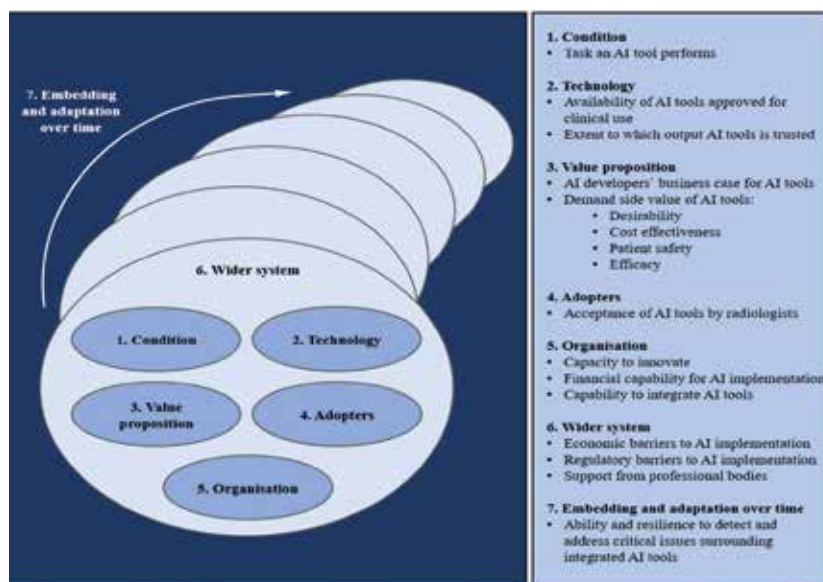 7. Embedding
and adaptation
over time
6. Wider system
1. Condition
2. Technology
3. Value
proposition
4. Adopters
5. Organisation
1. Condition
• Task an AI tool performs
2. Technology
• Availability of AI tools approved for
clinical use
• Extent to which output AI tools is trusted
3. Value proposition
• AI developers' business case for AI tools
• Demand side value of AI tools:
• Desirability
• Cost effectiveness
• Patient safety
• Efficacy
4. Adopters
• Acceptance of AI tools by radiologists
5. Organisation
• Capacity to innovate
• Financial capability for AI implementation
• Capability to integrate AI tools
6. Wider system
• Economic barriers to AI implementation
• Regulatory barriers to AI implementation
• Support from professional bodies
7. Embedding and adaptation over time
• Ability and resilience to detect and
address critical issues surrounding
integrated AI tools